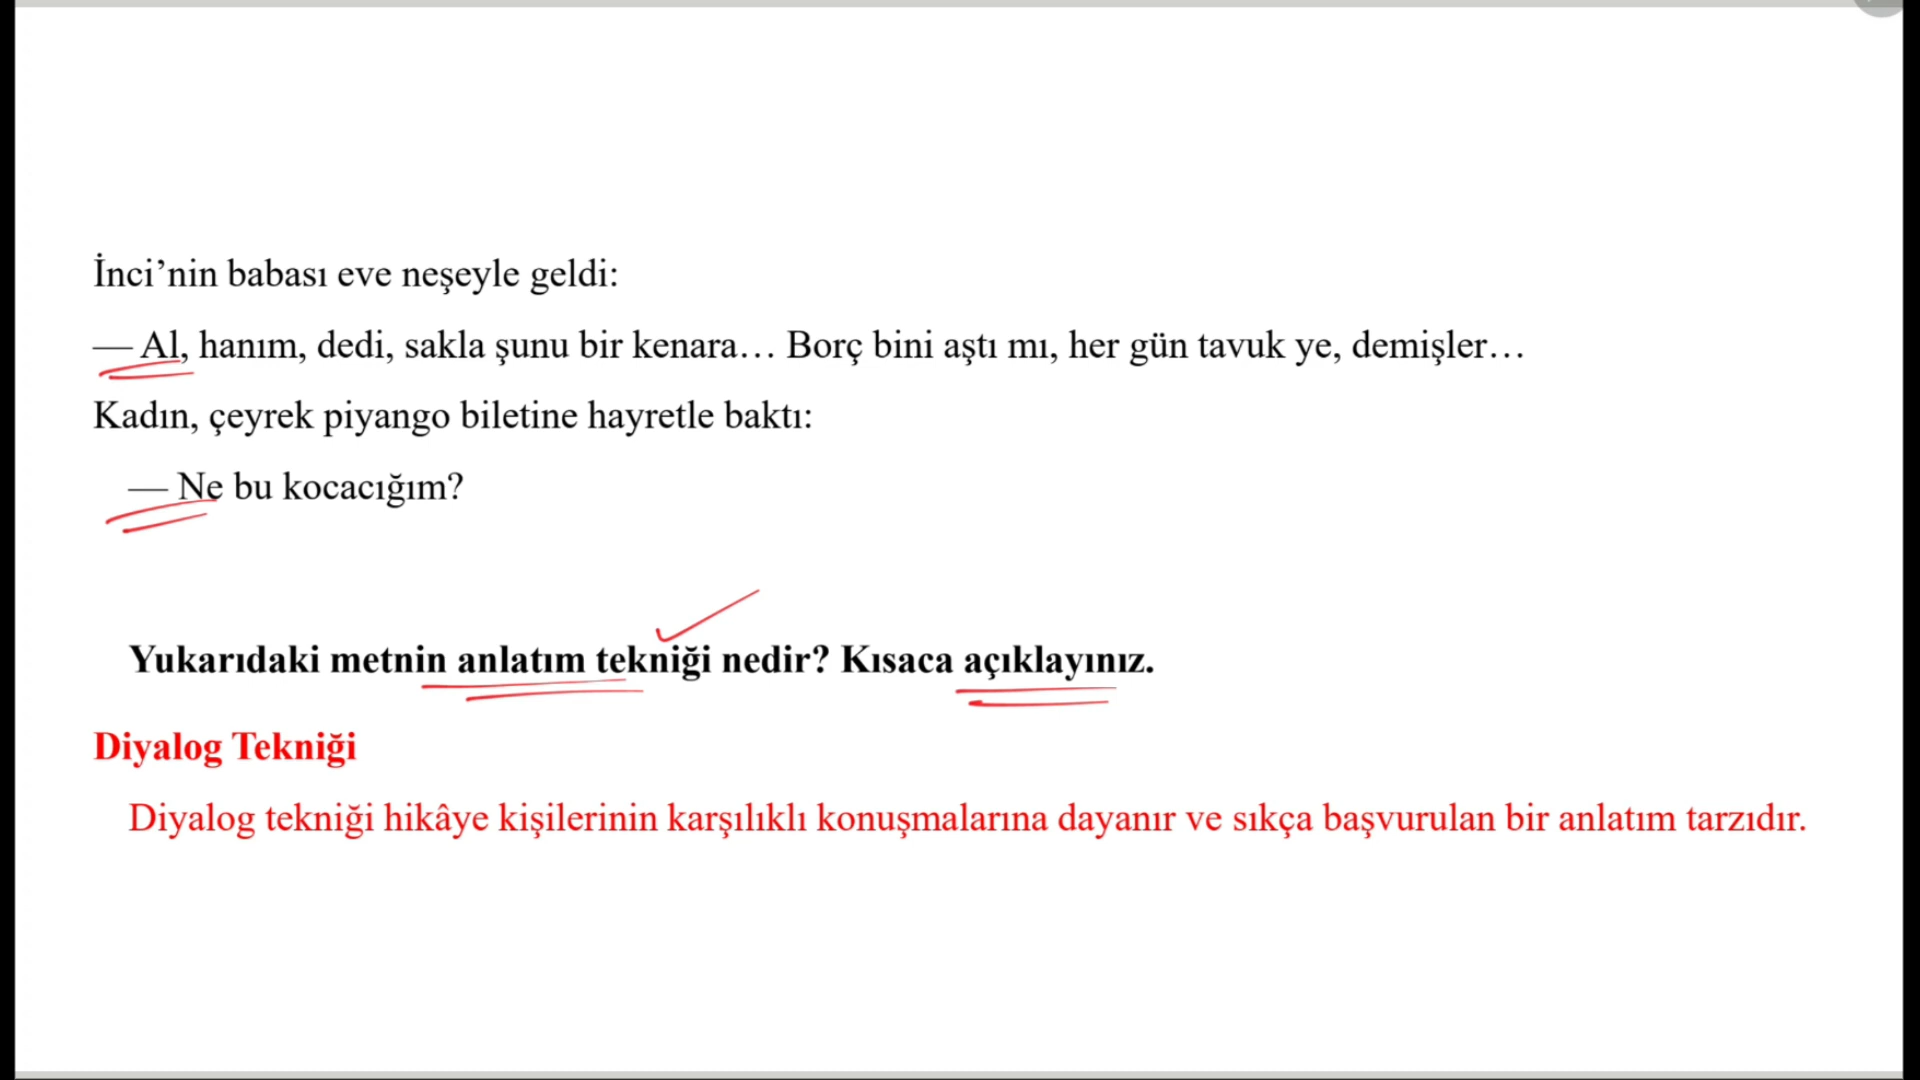 İnci’nin babası eve neşeyle geldi:
— Al, hanım, dedi, sakla şunu bir kenara… Borç bini aştı mı, her gün tavuk ye, demişler…
Kadın, çeyrek piyango biletine hayretle baktı:
— Ne bu kocacığım?
Yukarıdaki metnin anlatım tekniği nedir? Kısaca açıklayınız.
Diyalog Tekniği
Diyalog tekniği hikâye kişilerinin karşılıklı konuşmalarına dayanır ve sıkça başvurulan bir anlatım tarzıdır.